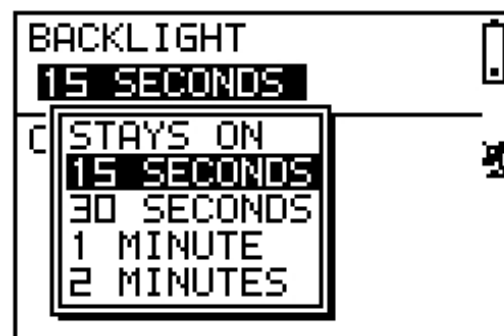 BACKLIGHT
15 SECONDS
C
STAYS ON
15 SECONDS
30 SECONDS
1 MINUTE
2 MINUTES